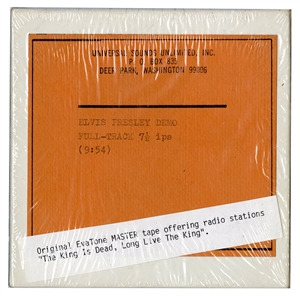 UNIVERSAL SOUNDS UNLIMITED, INC.
P O BOX 835
DEER PARK, WASHINGTON 99006
ELVIS PRESLEY DEMO
FULL-TRACK 7½ ips
(9:54)
Original EvaTone MASTER tape offering radio stations
"The King Is Dead, Long Live The King".